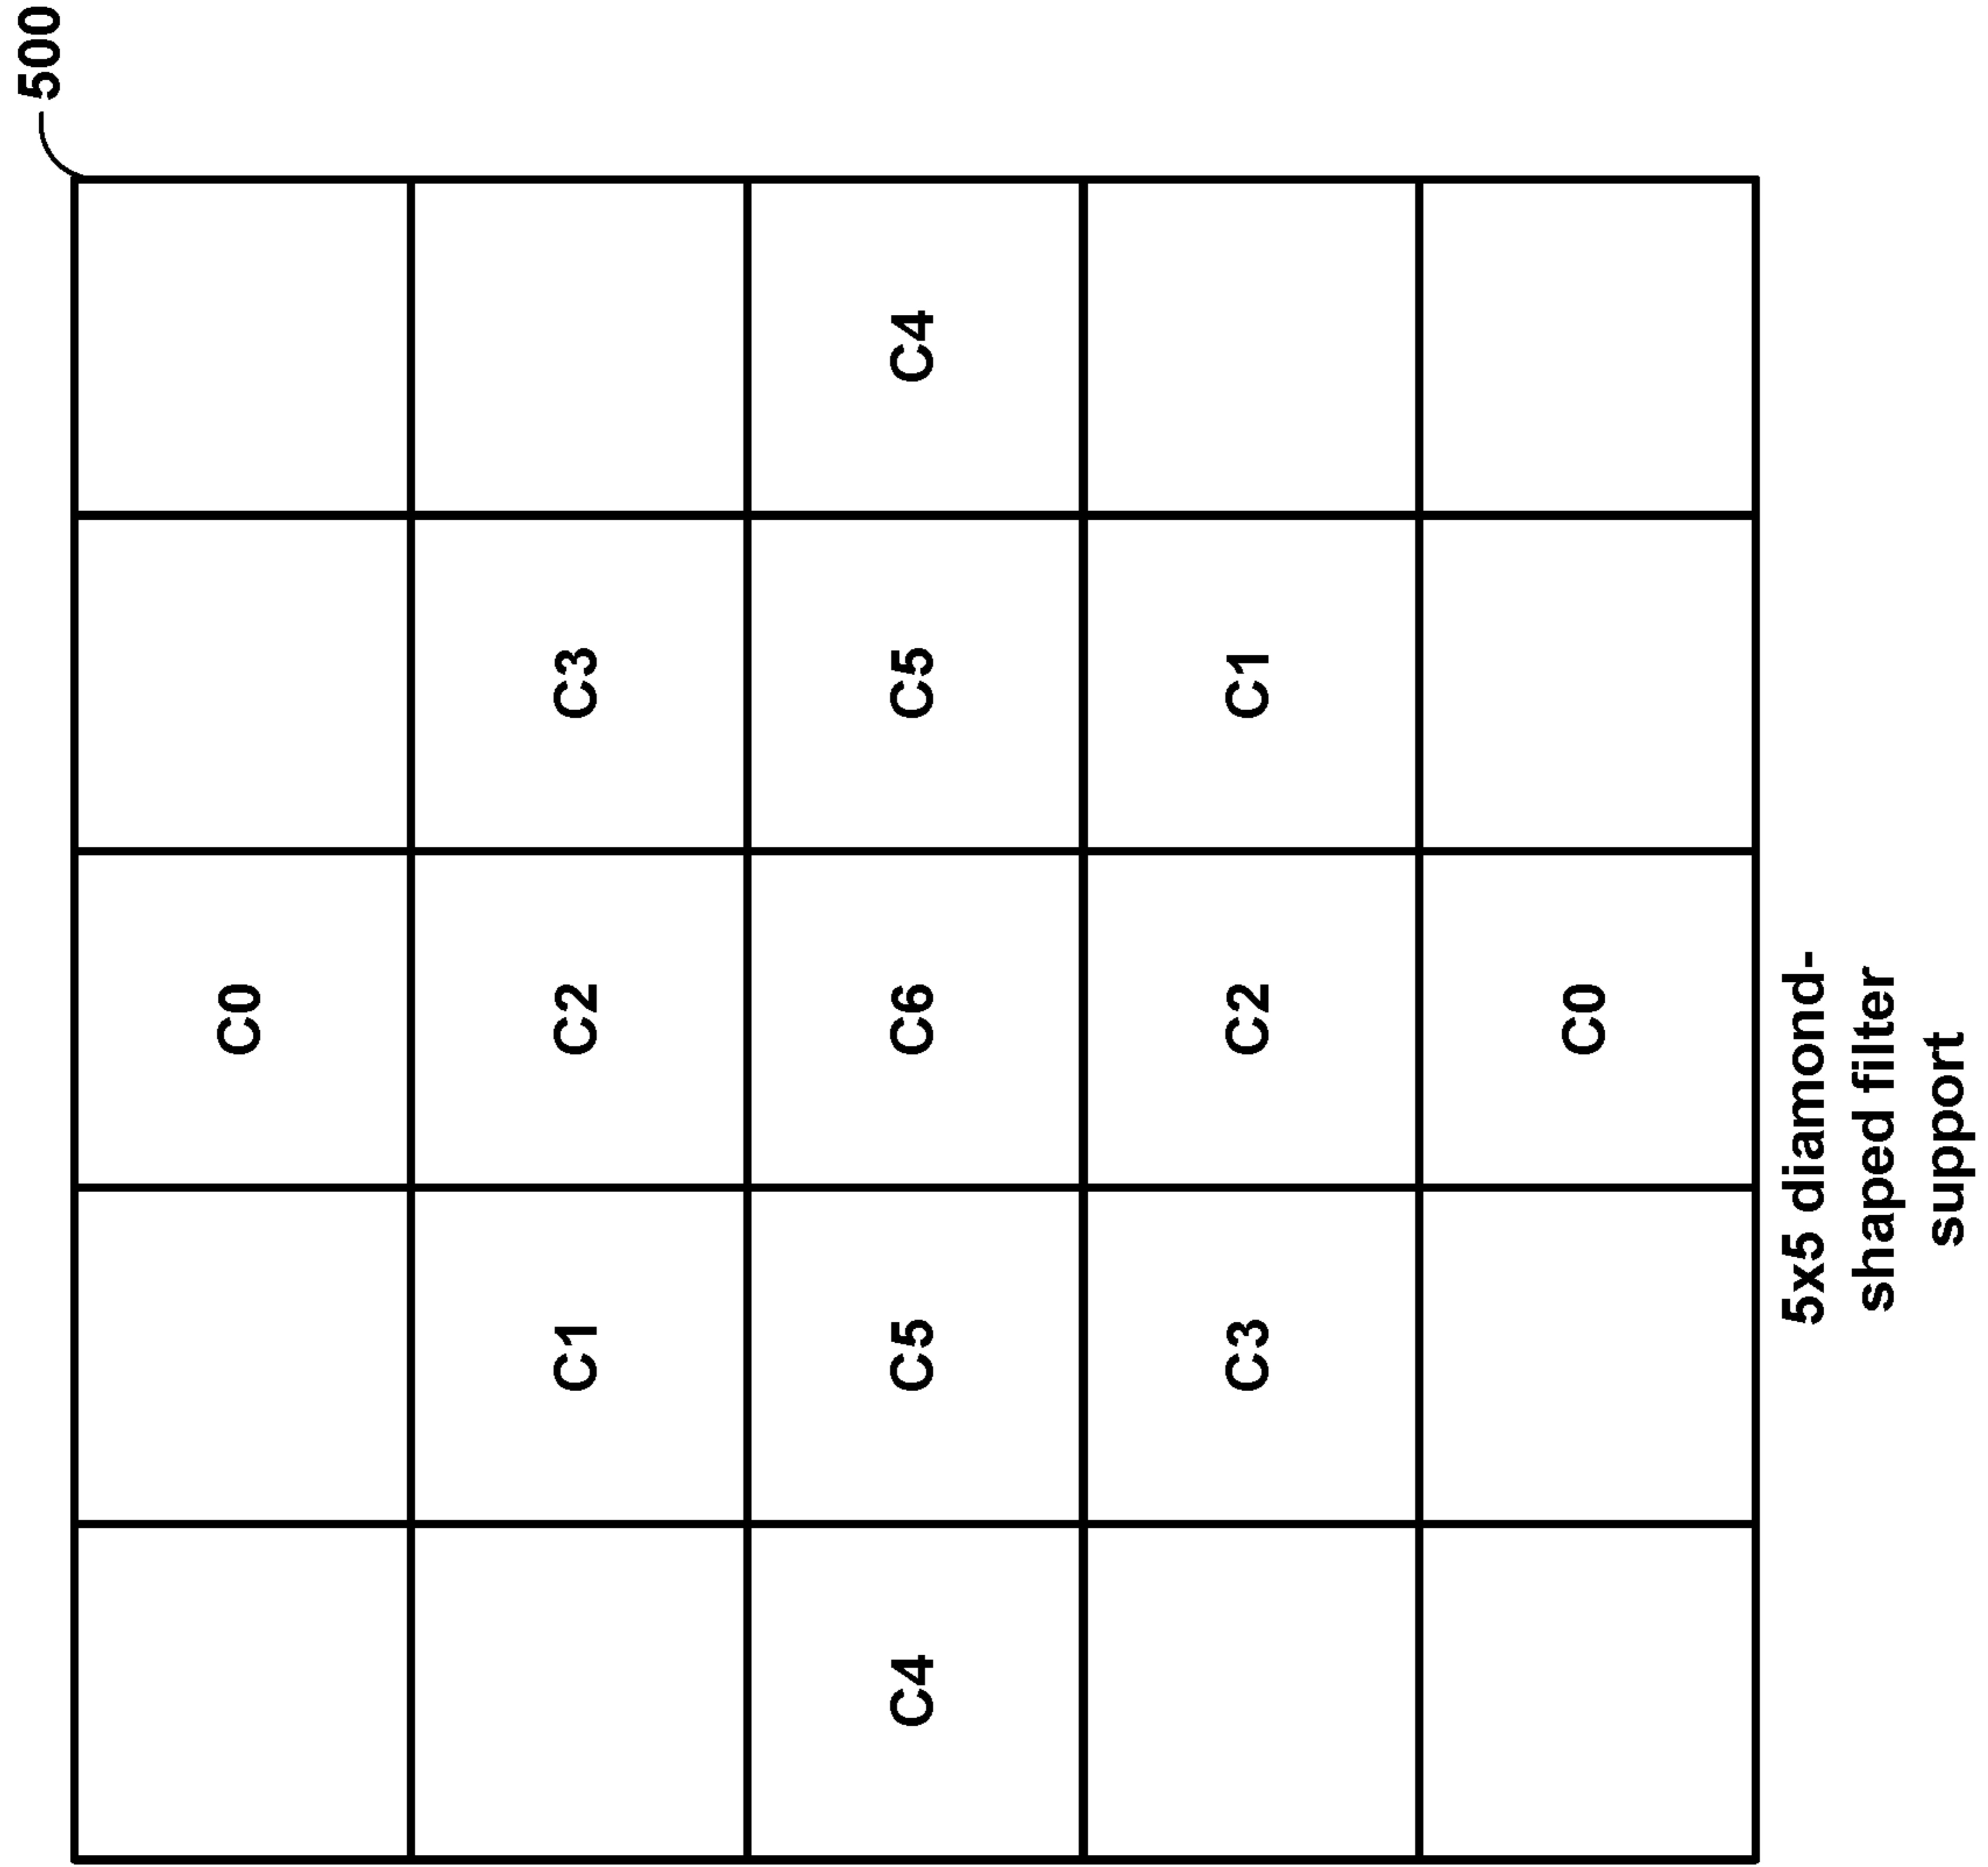 500
C0
C1 C2 C3
C4 C5 C6 C5 C4
C3 C2 C1
C0
5x5 diamond-
shaped filter
support